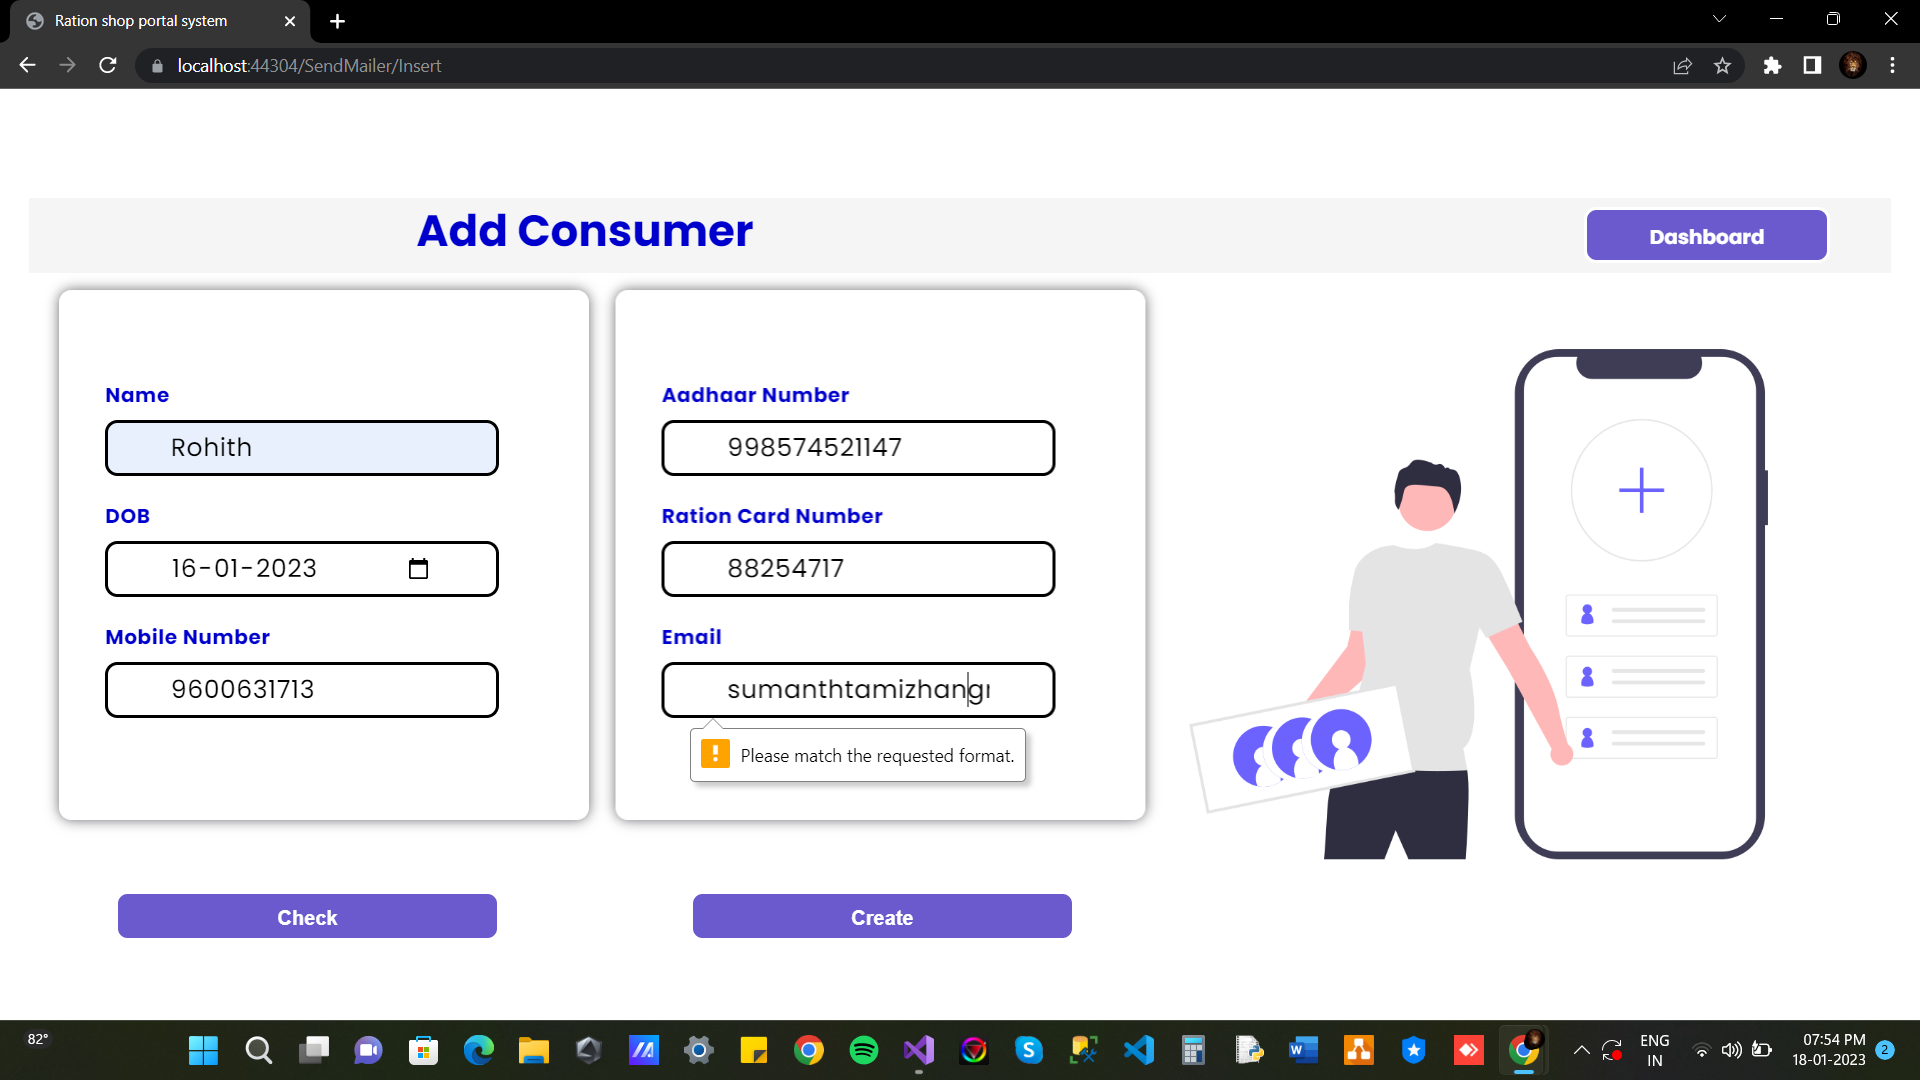 Ration shop portal system
localhost:44304/SendMailer/Insert
Add Consumer
Dashboard
Name
Rohith
DOB
16-01-2023
Mobile Number
9600631713
Aadhaar Number
998574521147
Ration Card Number
88254717
Email
sumanthtamizhangr
Please match the requested format.
Check
Create
82°
ENG
IN
07:54 PM
18-01-2023
2